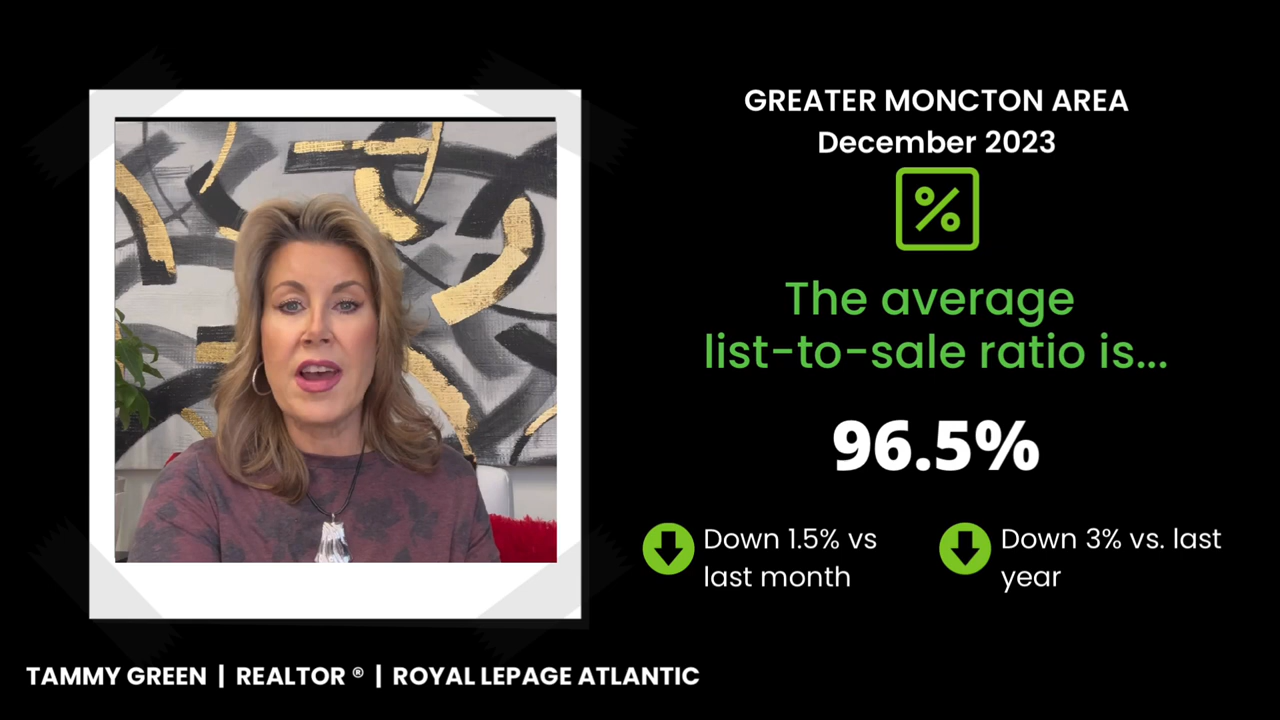 GREATER MONCTON AREA
December 2023
%
The average
list-to-sale ratio is...
96.5%
Down 1.5% vs
last month
Down 3% vs. last
year
TAMMY GREEN | REALTOR ® | ROYAL LEPAGE ATLANTIC